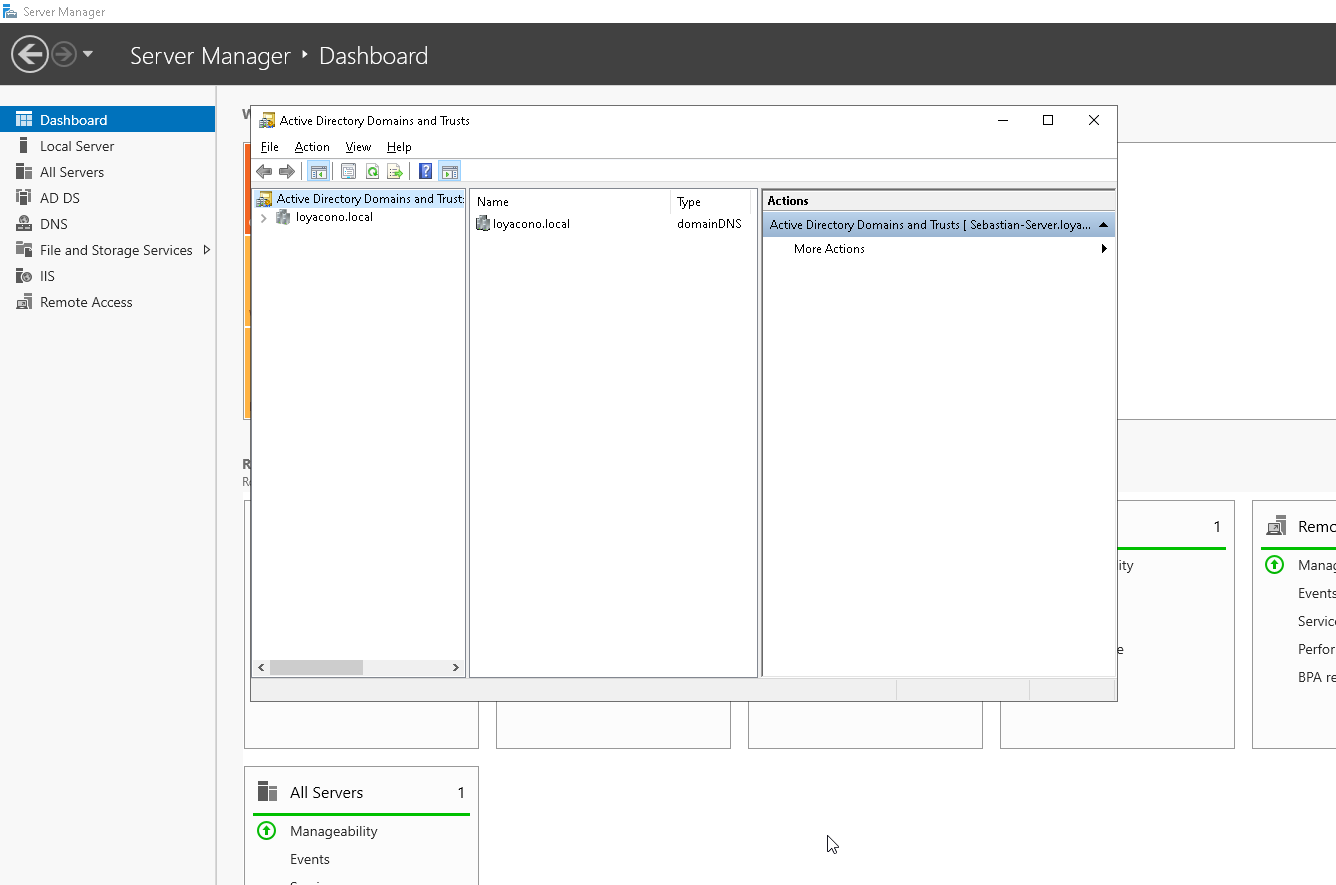 Server Manager
Server Manager ‣ Dashboard
Dashboard
Local Server
All Servers
AD DS
DNS
File and Storage Services
IIS
Remote Access
Active Directory Domains and Trusts
File Action View Help
Active Directory Domains and Trust:
loyacono.local
Name Type
loyacono.local domainDNS
Actions
Active Directory Domains and Trusts [ Sebastian-Server.loya...
More Actions
1
ity
e
Remo
Manag
Events
Servic
Perfor
BPA re
All Servers 1
Manageability
Events